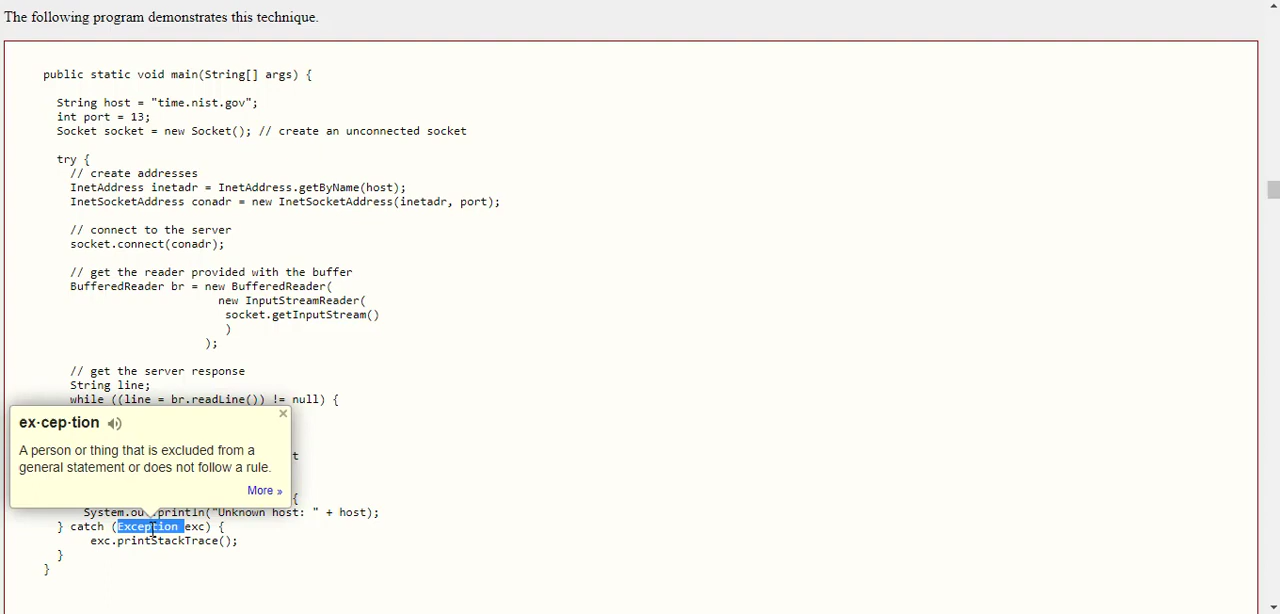 The following program demonstrates this technique.
public static void main(String[] args) {
String host = "time.nist.gov";
int port = 13;
Socket socket = new Socket(); // create an unconnected socket
try {
// create addresses
InetAddress inetadr = InetAddress.getByName(host);
InetSocketAddress conadr = new InetSocketAddress(inetadr, port);
// connect to the server
socket.connect(conadr);
// get the reader provided with the buffer
BufferedReader br = new BufferedReader(
new InputStreamReader(
socket.getInputStream()
)
);
// get the server response
String line;
while ((line = br.readLine()) != null) {
ex·cep·tion
×
A person or thing that is excluded from a
general statement or does not follow a rule.
More »
t
{
println("Unknown host: " + host);
} catch (Exception exc) {
exc.printStackTrace();
}
}